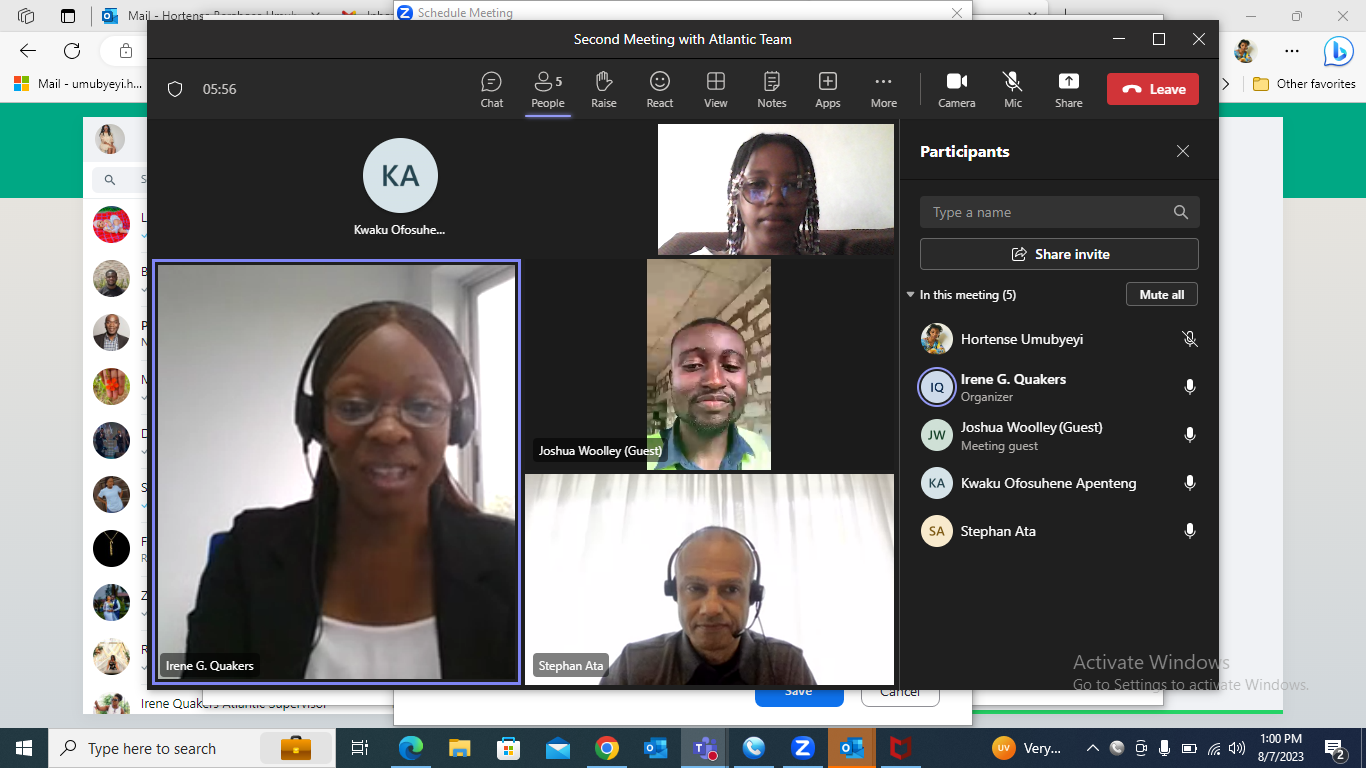 Mail - Hortense Barnhose Umub
Schedule Meeting
Mail - umubyeyi.h...
Other favorites
Second Meeting with Atlantic Team
05:56
Chat
People
5
Raise
React
View
Notes
Apps
More
Camera
Mic
Share
Leave
KA
Kwaku Ofosuhe...
Irene G. Quakers
Joshua Woolley (Guest)
Stephan Ata
Participants
Type a name
Share invite
In this meeting (5)
Mute all
Hortense Umubyeyi
IQ
Irene G. Quakers
Organizer
JW
Joshua Woolley (Guest)
Meeting guest
KA
Kwaku Ofosuhene Apenteng
SA
Stephan Ata
Irene Quakers Atlantic Supervisor
Save
Cancel
Activate Windows
Go to Settings to activate Windows.
Type here to search
UV
Very...
1:00 PM
8/7/2023
2